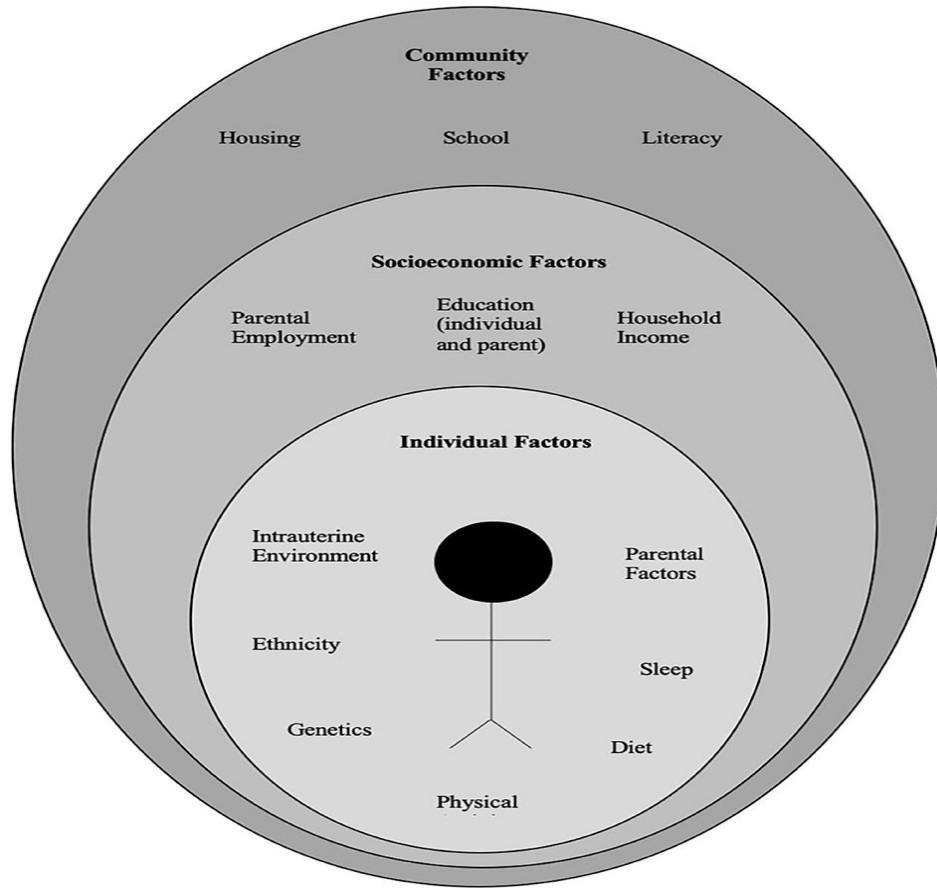 Community
Factors
Housing
School
Literacy
Socioeconomic Factors
Parental
Employment
Education
(individual
and parent)
Household
Income
Individual Factors
Intrauterine
Environment
Parental
Factors
Ethnicity
Sleep
Genetics
Diet
Physical